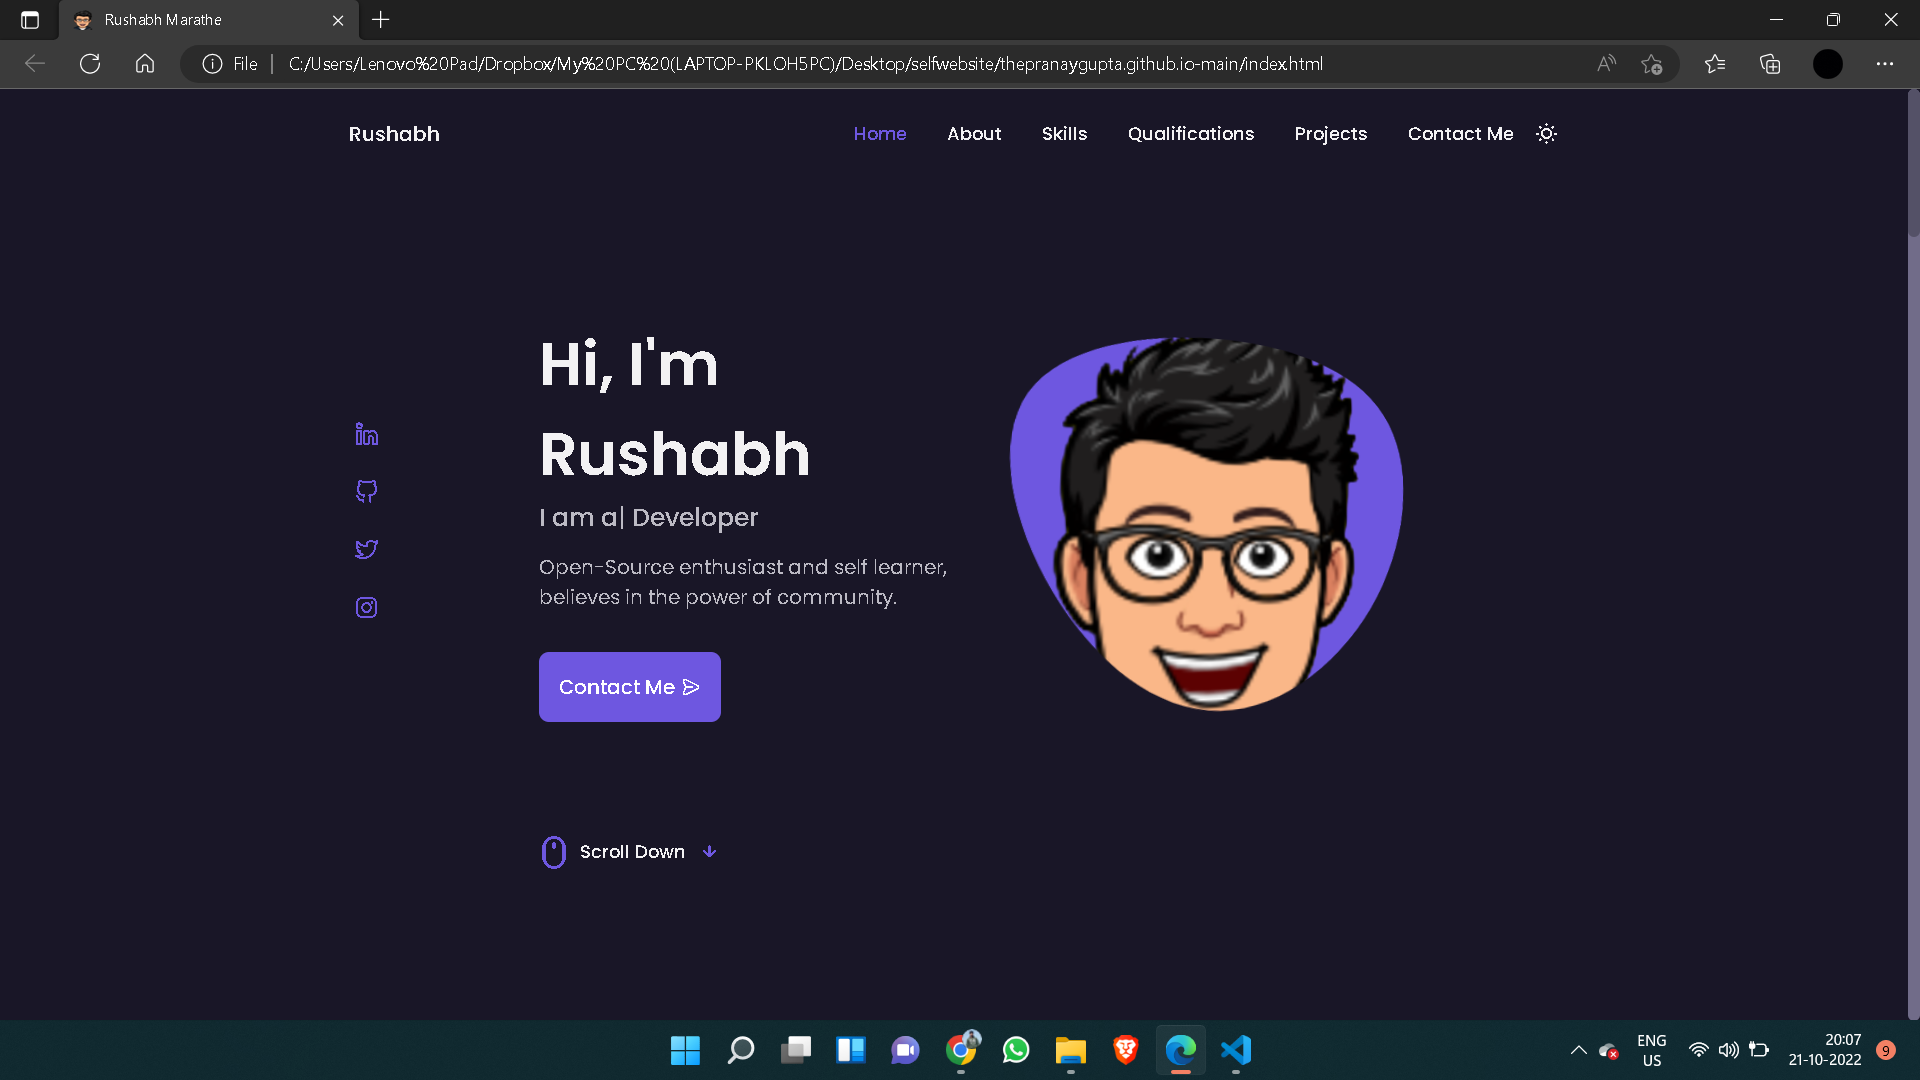 Rushabh Marathe
File
C:/Users/Lenovo%20Pad/Dropbox/My%20PC%20(LAPTOP-PKLOH5PC)/Desktop/selfwebsite/thepranaygupta.github.io-main/index.html
Rushabh
Home About Skills Qualifications Projects Contact Me
Hi, I'm
Rushabh
I am a| Developer
Open-Source enthusiast and self learner,
believes in the power of community.
Contact Me
Scroll Down
ENG
US
20:07
21-10-2022
9